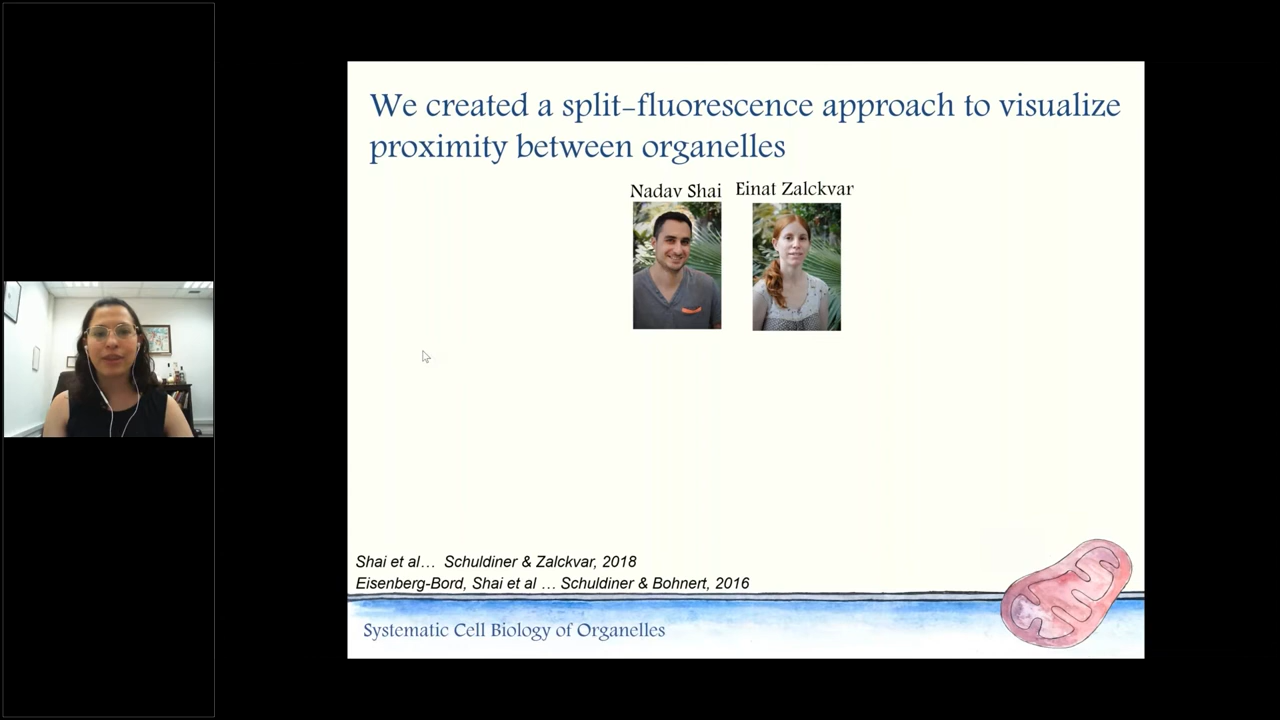 We created a split-fluorescence approach to visualize
proximity between organelles
Nadav Shai
Einat Zalckvar
Shai et al… Schuldiner & Zalckvar, 2018
Eisenberg-Bord, Shai et al … Schuldiner & Bohnert, 2016
Systematic Cell Biology of Organelles